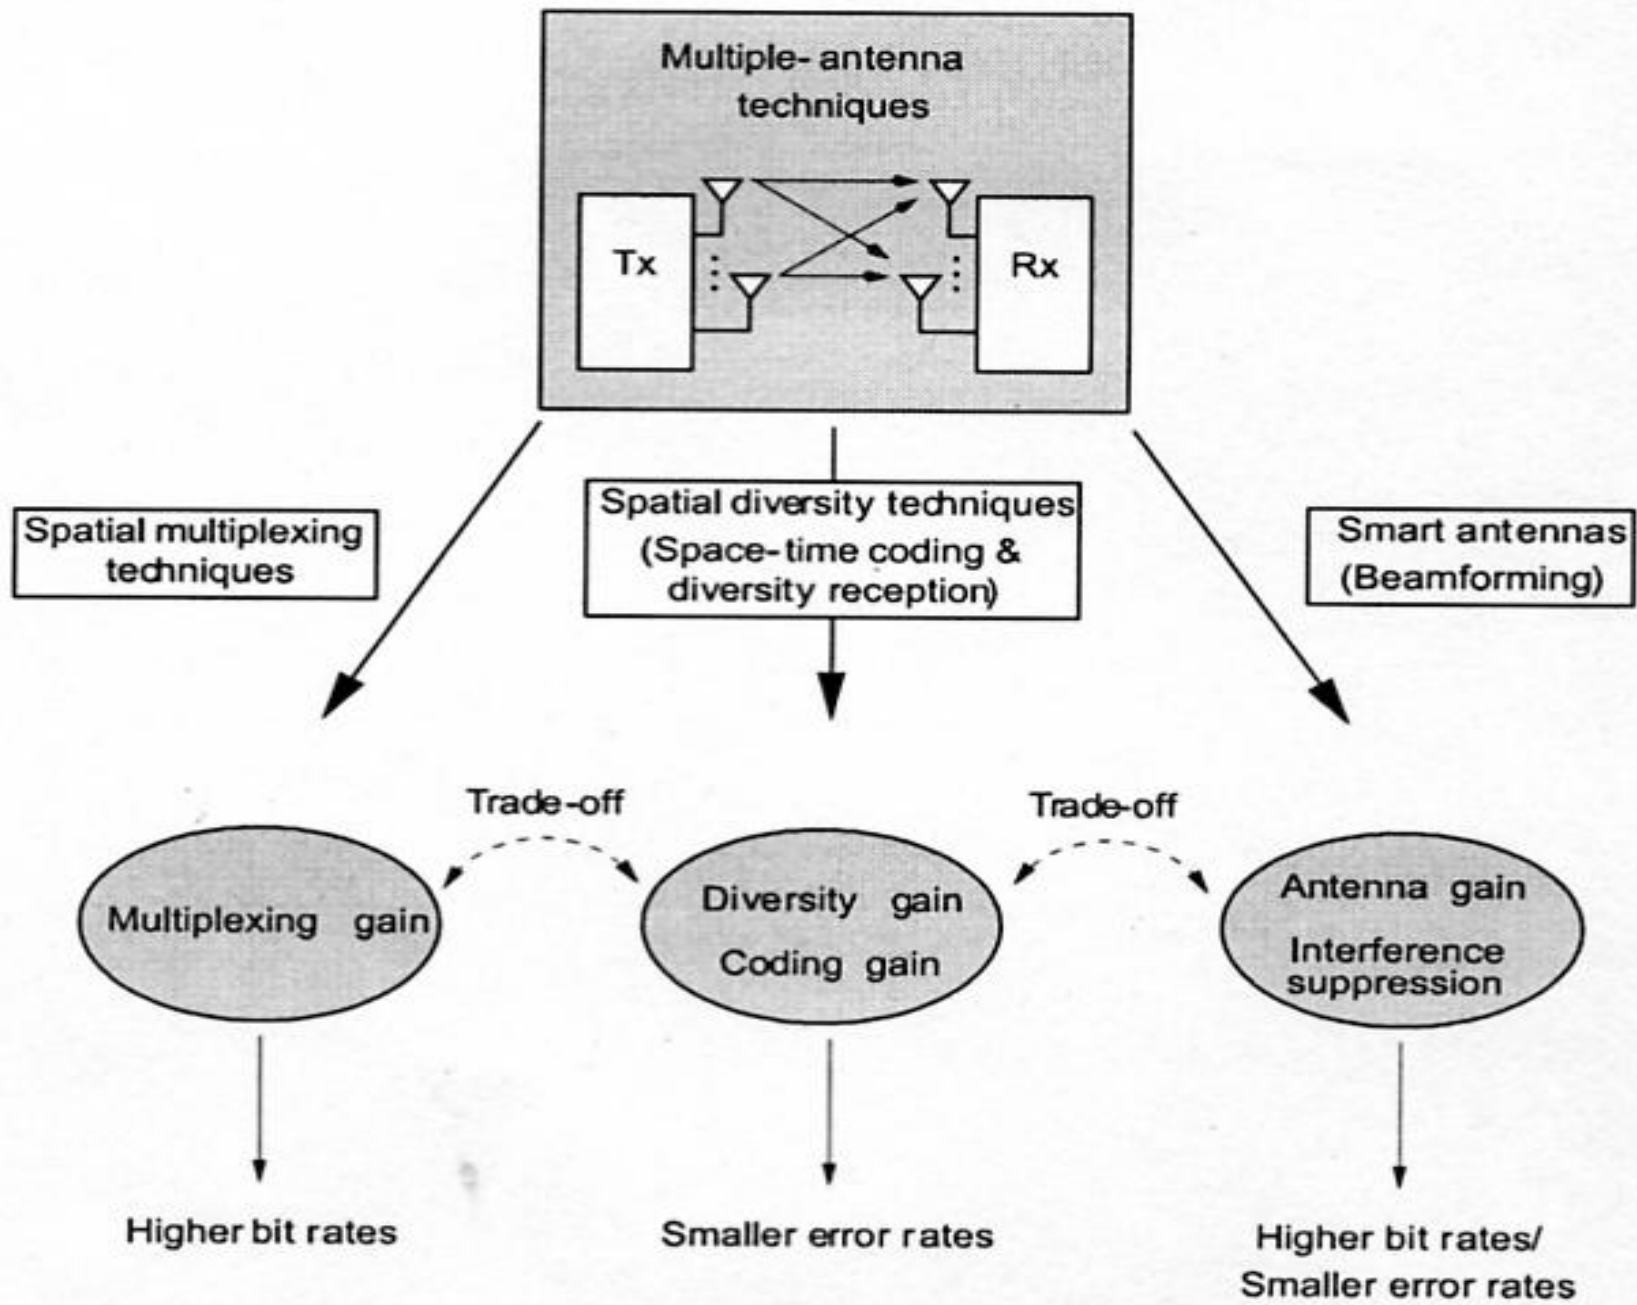 Multiple- antenna
techniques
Tx
Rx
Spatial multiplexing
techniques
Spatial diversity techniques
(Space- time coding &
diversity reception)
Smart antennas
(Beamforming)
Trade-off
Trade-off
Multiplexing gain
Diversity gain
Coding gain
Antenna gain
Interference
suppression
Higher bit rates
Smaller error rates
Higher bit rates/
Smaller error rates